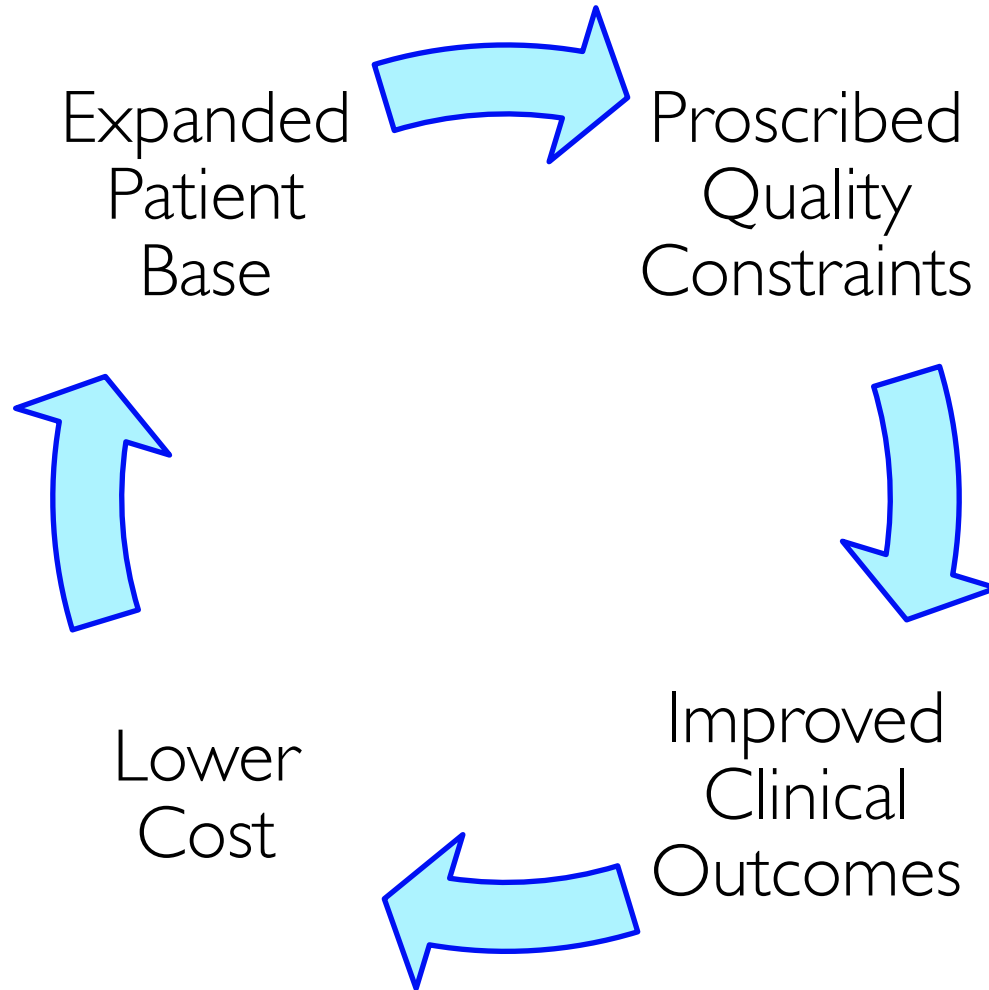 Expanded
Patient
Base
Proscribed
Quality
Constraints
Improved
Clinical
Outcomes
Lower
Cost